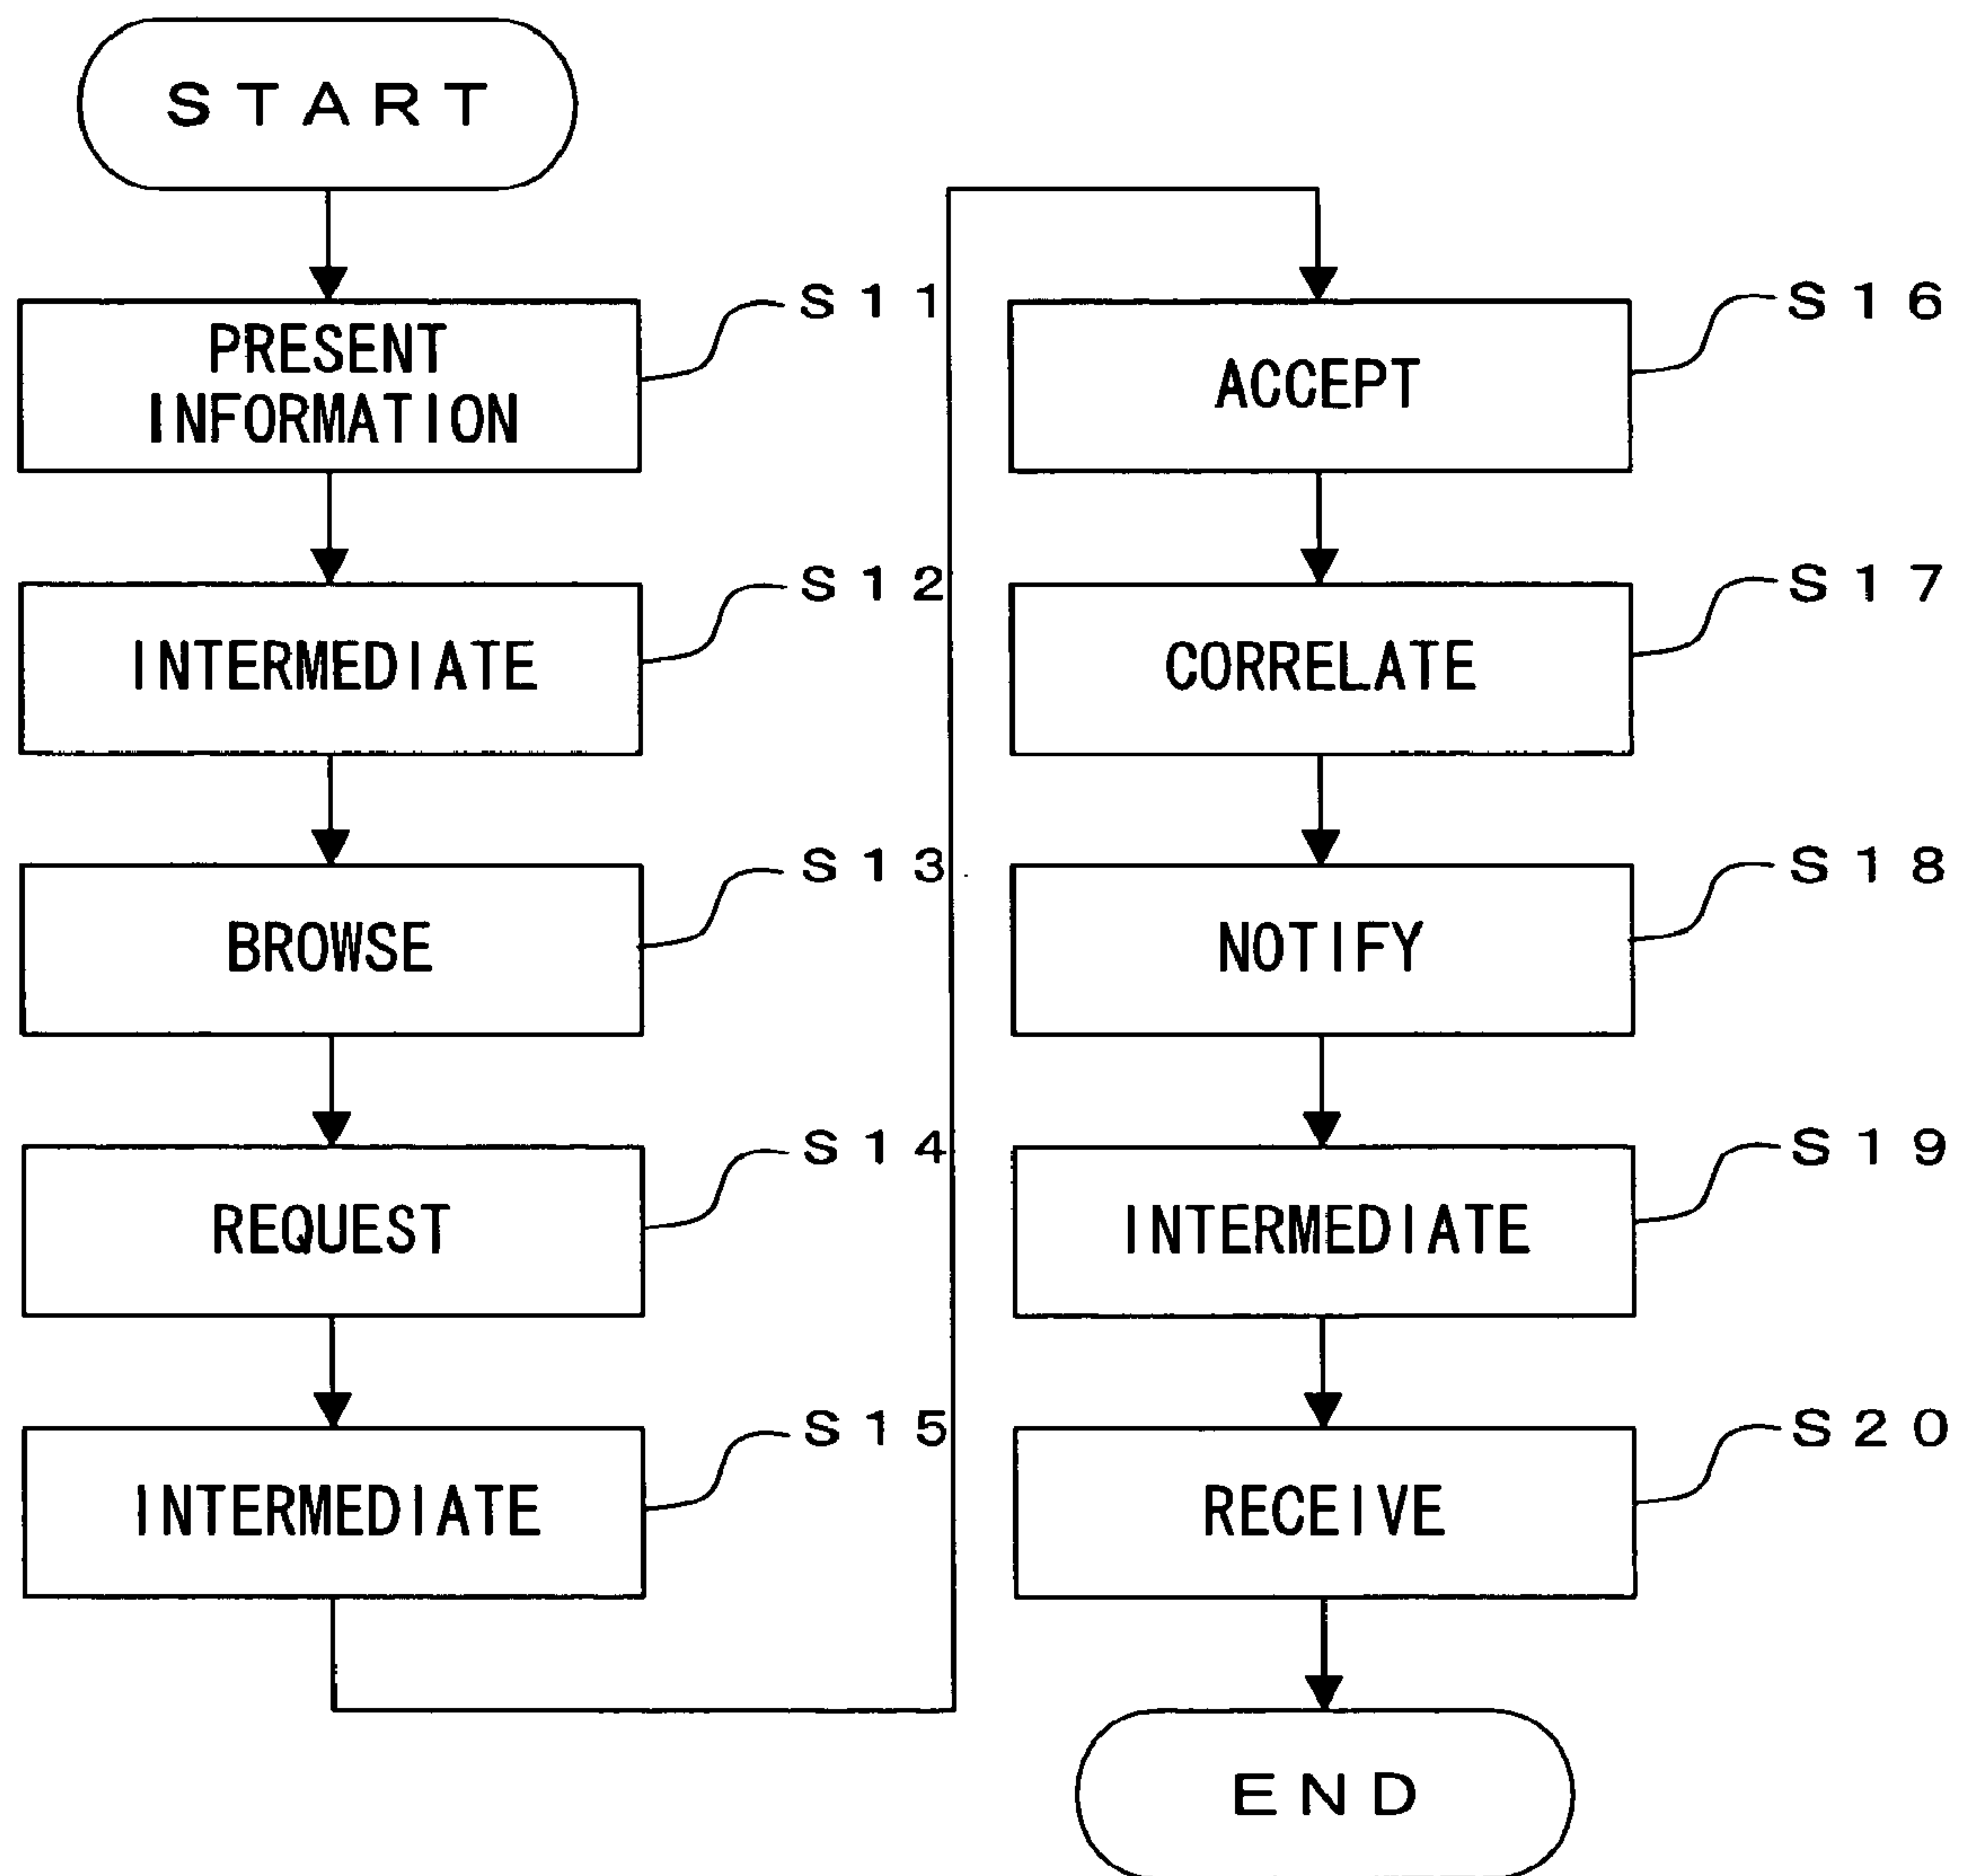 START
PRESENT
INFORMATION
S11
INTERMEDIATE
S12
BROWSE
S13
REQUEST
S14
INTERMEDIATE
S15
ACCEPT
S16
CORRELATE
S17
NOTIFY
S18
INTERMEDIATE
S19
RECEIVE
S20
END